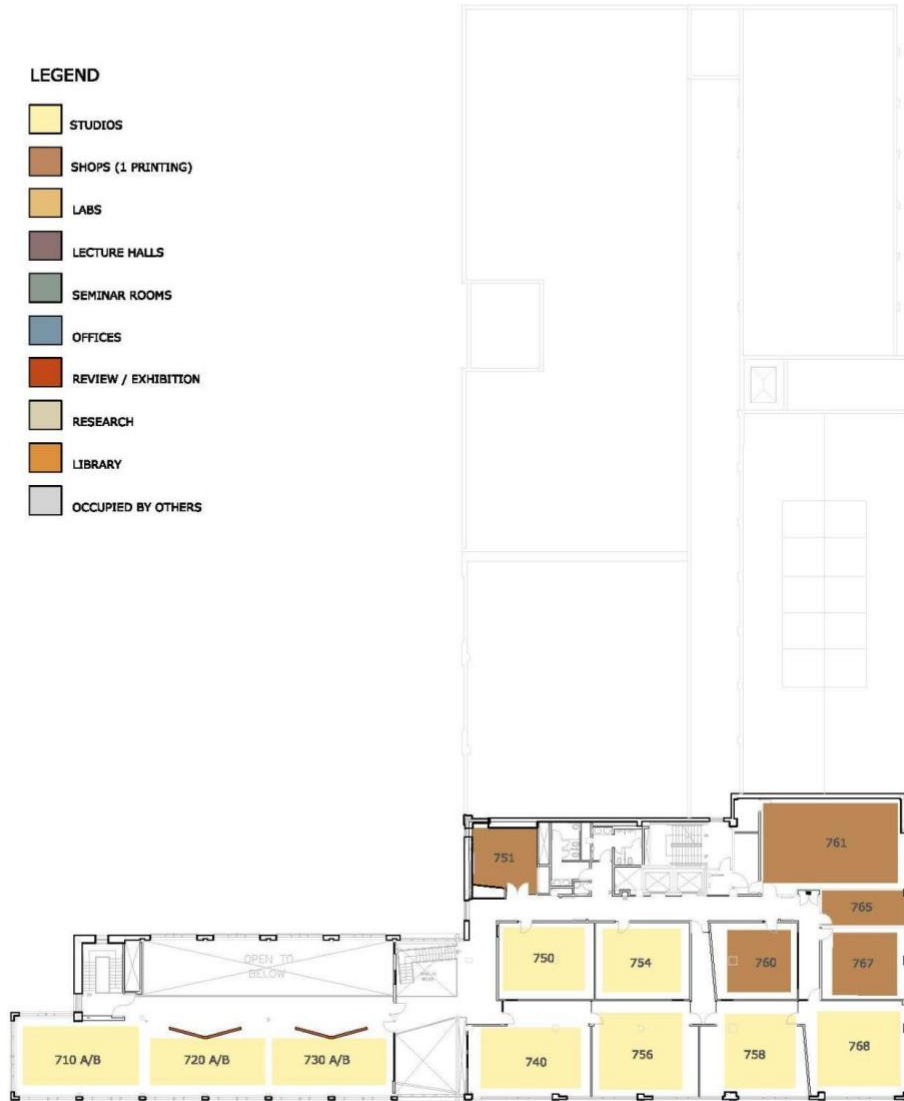 LEGEND
STUDIOS
SHOPS (1 PRINTING)
LABS
LECTURE HALLS
SEMINAR ROOMS
OFFICES
REVIEW / EXHIBITION
RESEARCH
LIBRARY
OCCUPIED BY OTHERS
751
761
765
750
754
760
767
OPEN TO
BELOW
710 A/B
720 A/B
730 A/B
740
756
758
768